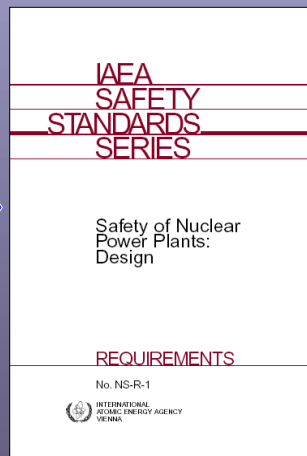 IAEA
SAFETY
STANDARDS
SERIES
Safety of Nuclear
Power Plants:
Design
REQUIREMENTS
No. NS-R-1
INTERNATIONAL
ATOMIC ENERGY AGENCY
VIENNA